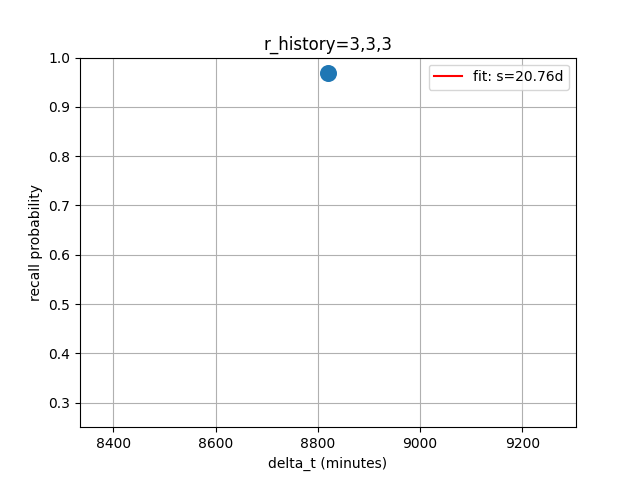 r_history=3,3,3
fit: s=20.76d
1.0
0.9
0.8
0.7
0.6
0.5
0.4
0.3
recall probability
8400 8600 8800 9000 9200
delta_t (minutes)